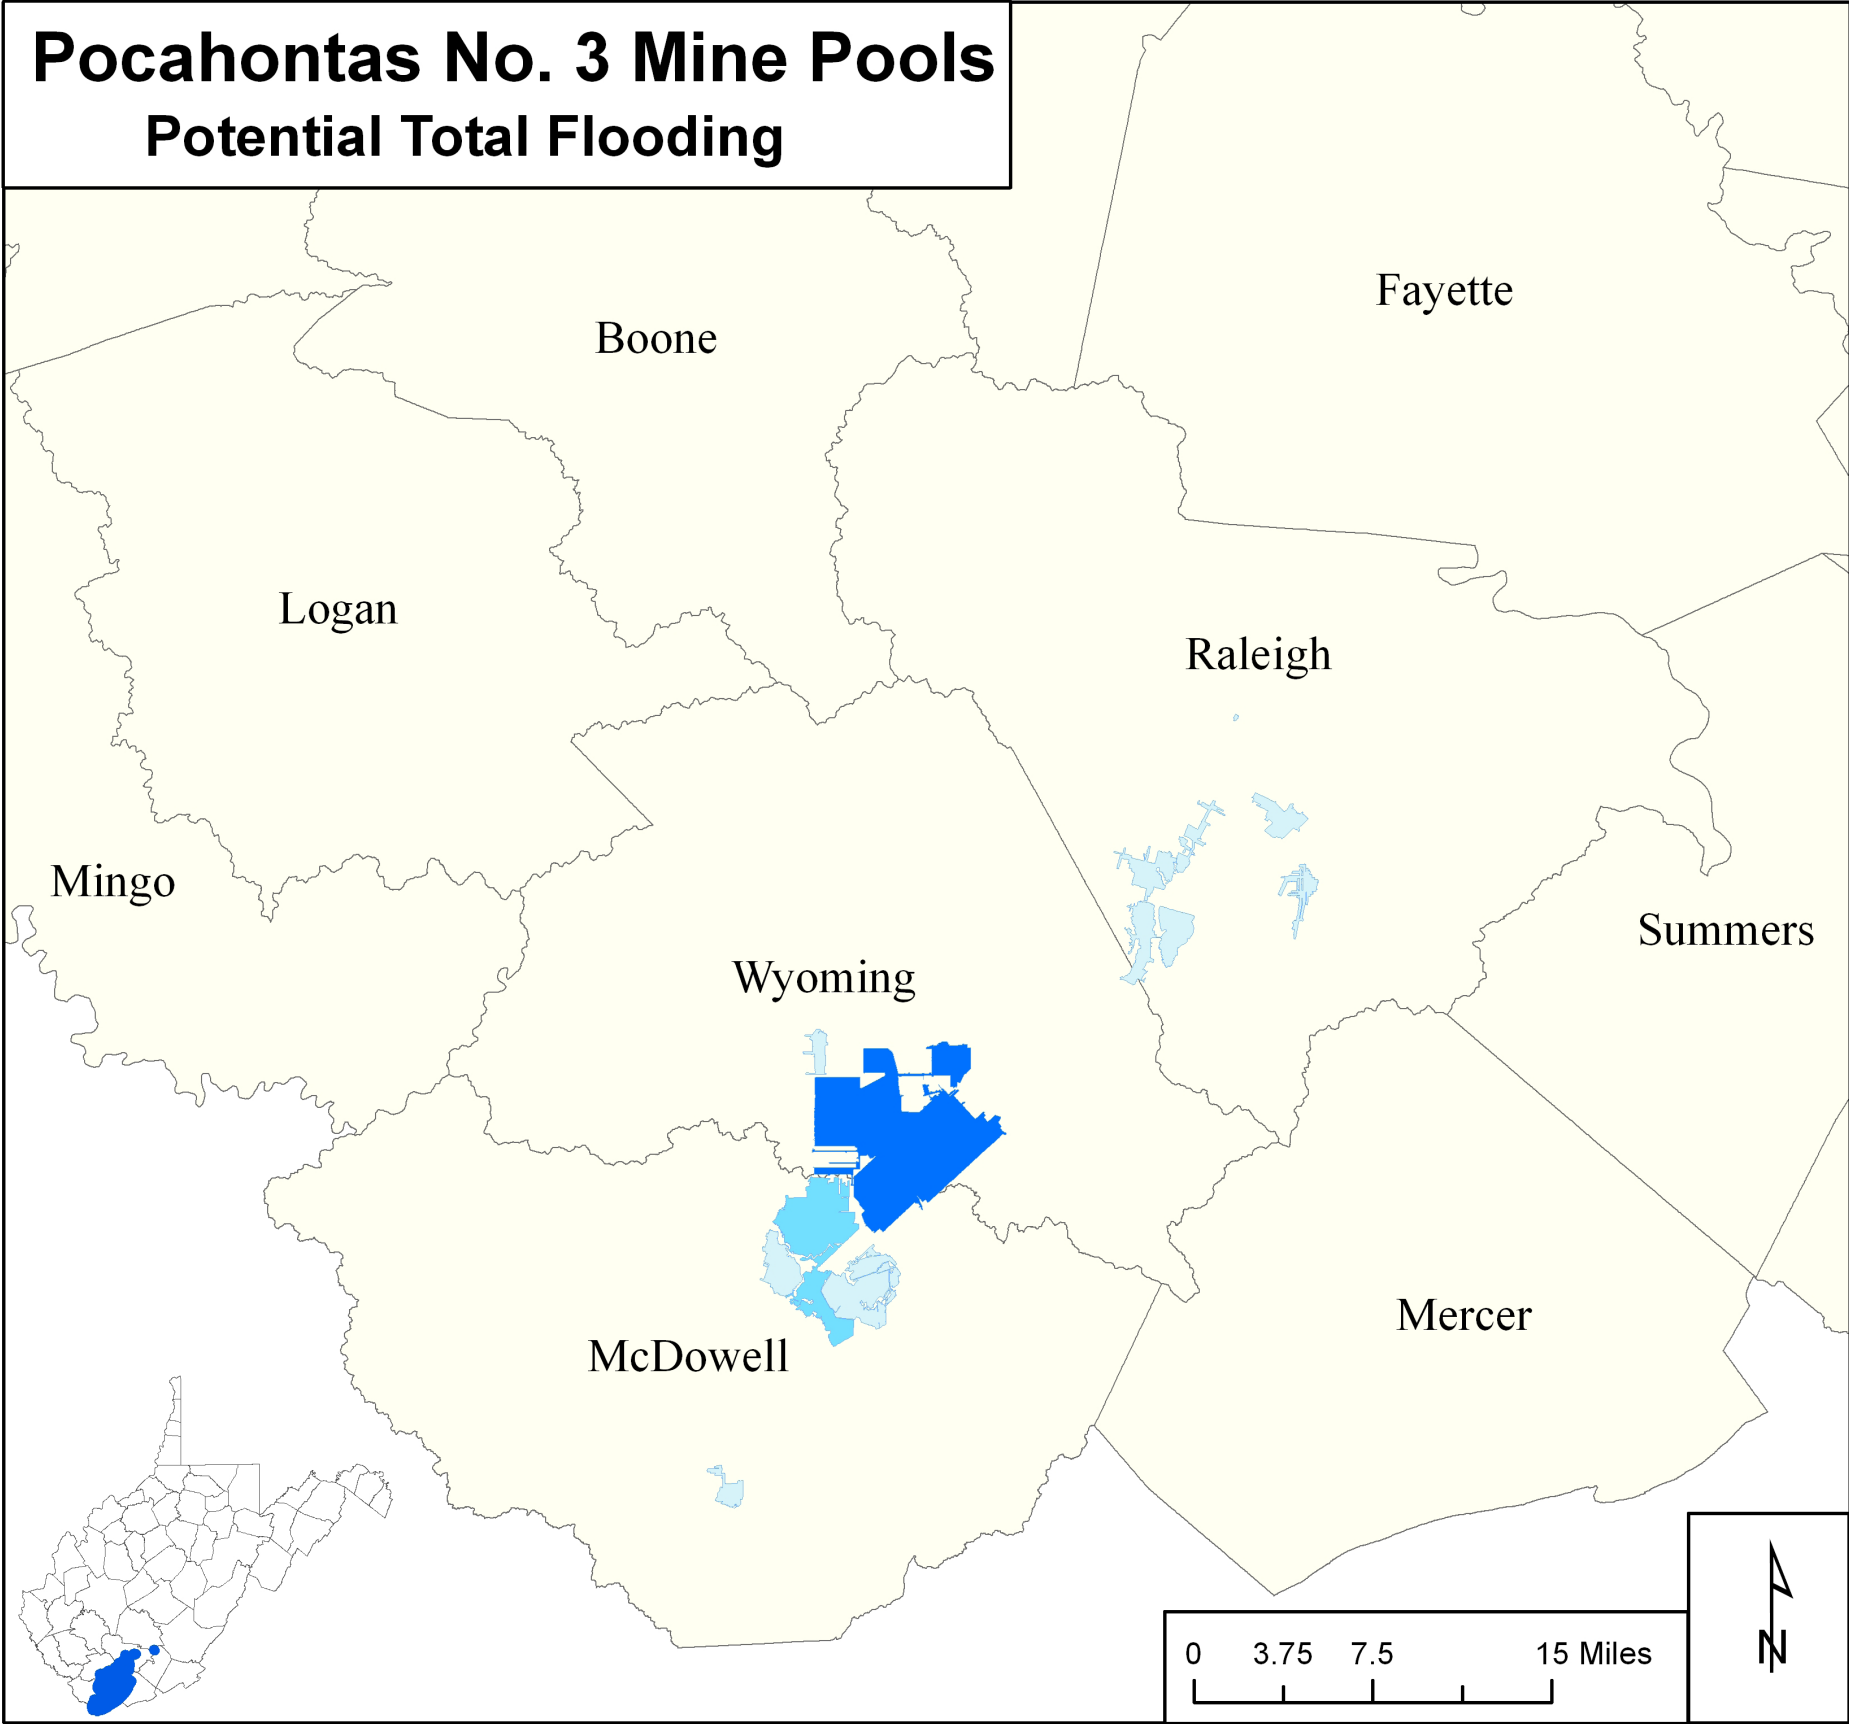 Pocahontas No. 3 Mine Pools
Potential Total Flooding
Fayette
Boone
Logan
Raleigh
Mingo
Summers
Wyoming
Mercer
McDowell
0 3.75 7.5 15 Miles
N